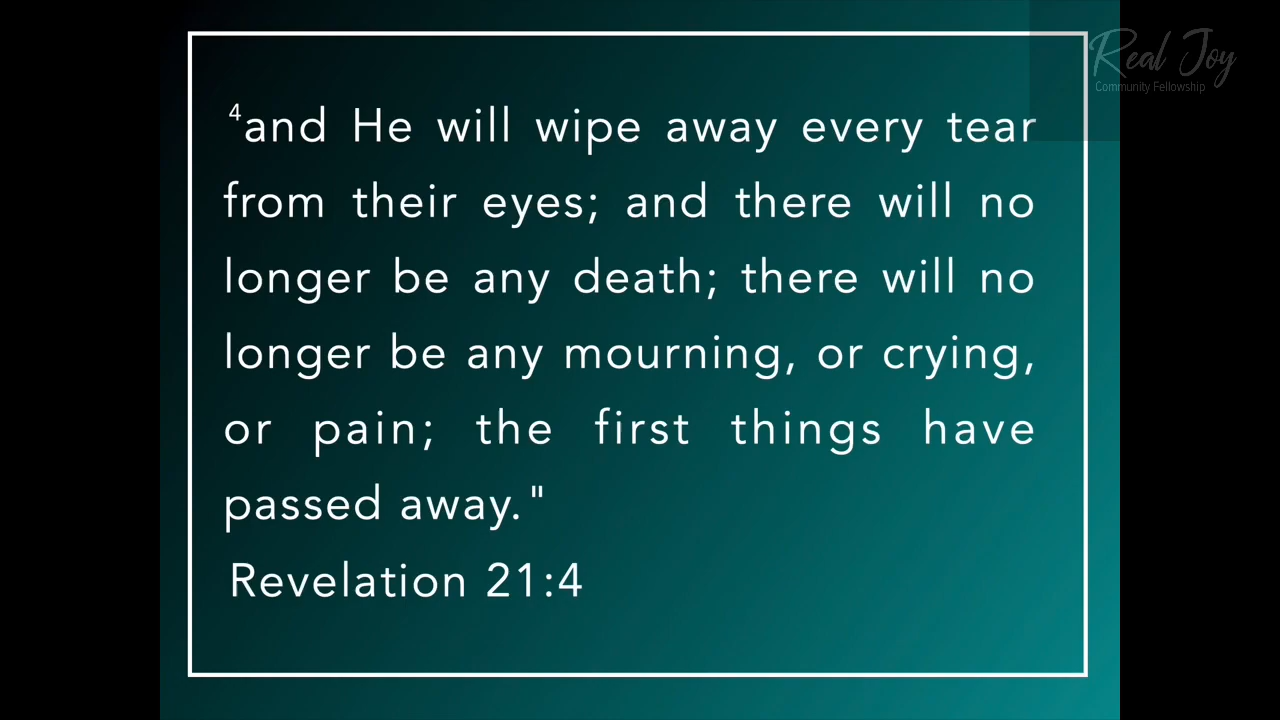 Real Joy
Community Fellowship
4and He will wipe away every tear
from their eyes; and there will no
longer be any death; there will no
longer be any mourning, or crying,
or pain; the first things have
passed away."
Revelation 21:4